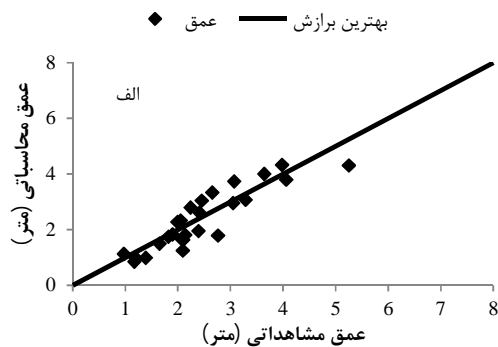 عمق بهترین برازش
الف
عمق محاسباتی (متر)
8
6
4
2
0
0 1 2 3 4 5 6 7 8
عمق مشاهداتی (متر)